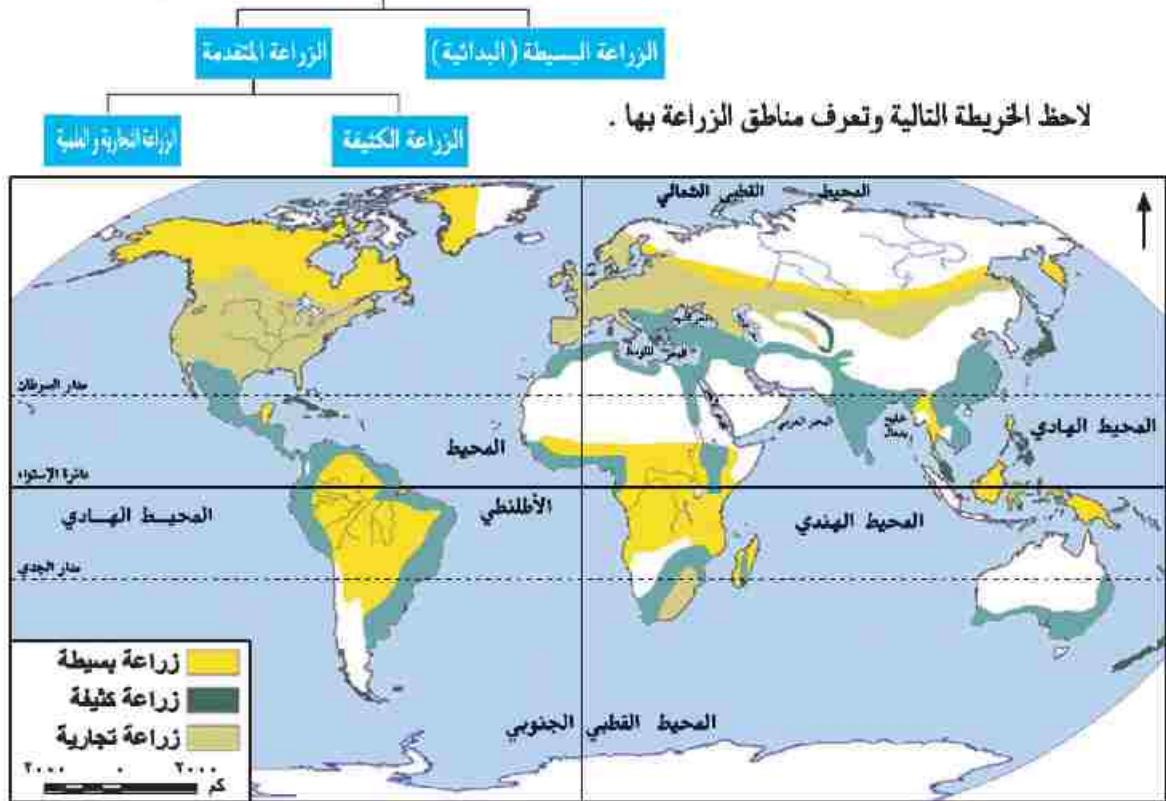 الزراعة البسيطة (البدائية)
الزراعة المتقدمة
الزراعة الكثيفة
الزراعة التجارية والعلمية
لاحظ الخريطة التالية وتعرف مناطق الزراعة بها .
المحيط القطبي الشمالي
البحر المتوسط
مدار السرطان
البحر العربي
خليج بنغال
المحيط الهادي
المحيط
دائرة الإستواء
الأطلنطي
المحيط الهندي
المحيط الهادي
مدار الجدي
زراعة بسيطة
زراعة كثيفة
زراعة تجارية
٢٠٠٠ ٠ ٢٠٠٠
كم
المحيط القطبي الجنوبي